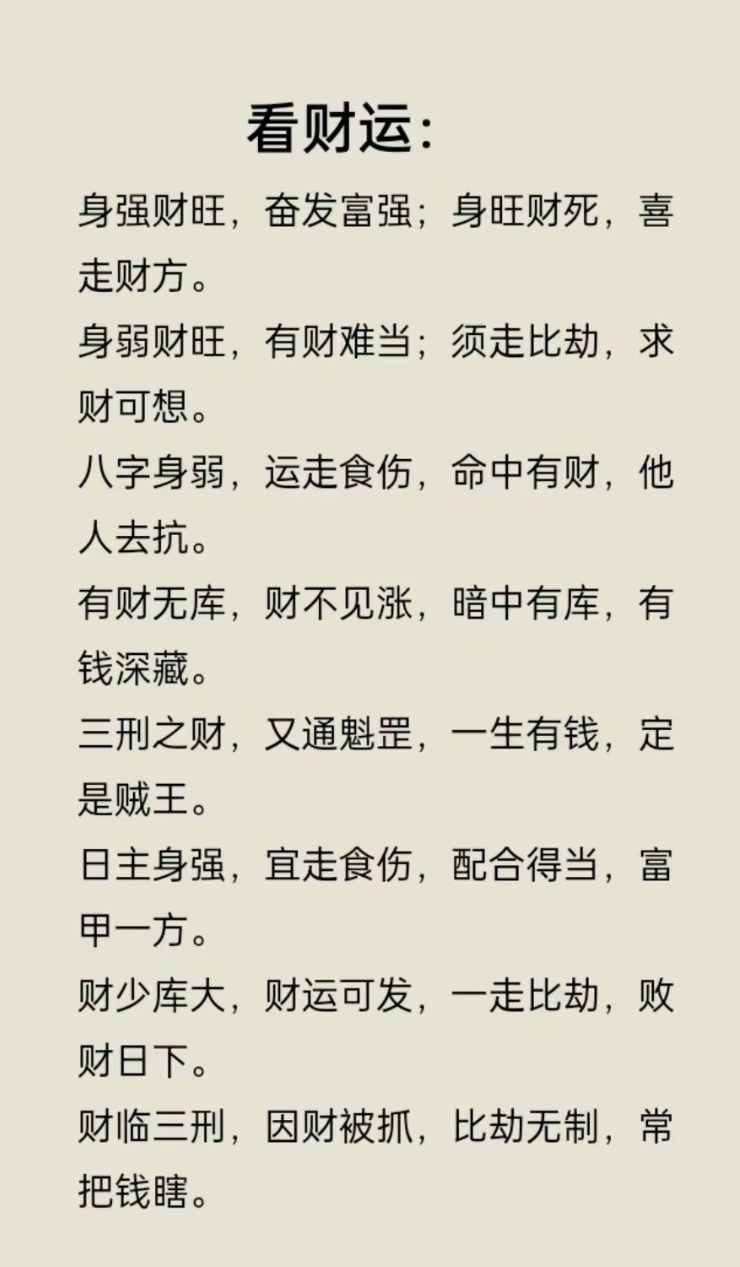 看财运：
身强财旺，奋发富强；身旺财死，喜
走财方。
身弱财旺，有财难当；须走比劫，求
财可想。
八字身弱，运走食伤，命中有财，他
人去抗。
有财无库，财不见涨，暗中有库，有
钱深藏。
三刑之财，又通魁罡，一生有钱，定
是贼王。
日主身强，宜走食伤，配合得当，富
甲一方。
财少库大，财运可发，一走比劫，败
财日下。
财临三刑，因财被抓，比劫无制，常
把钱瞎。